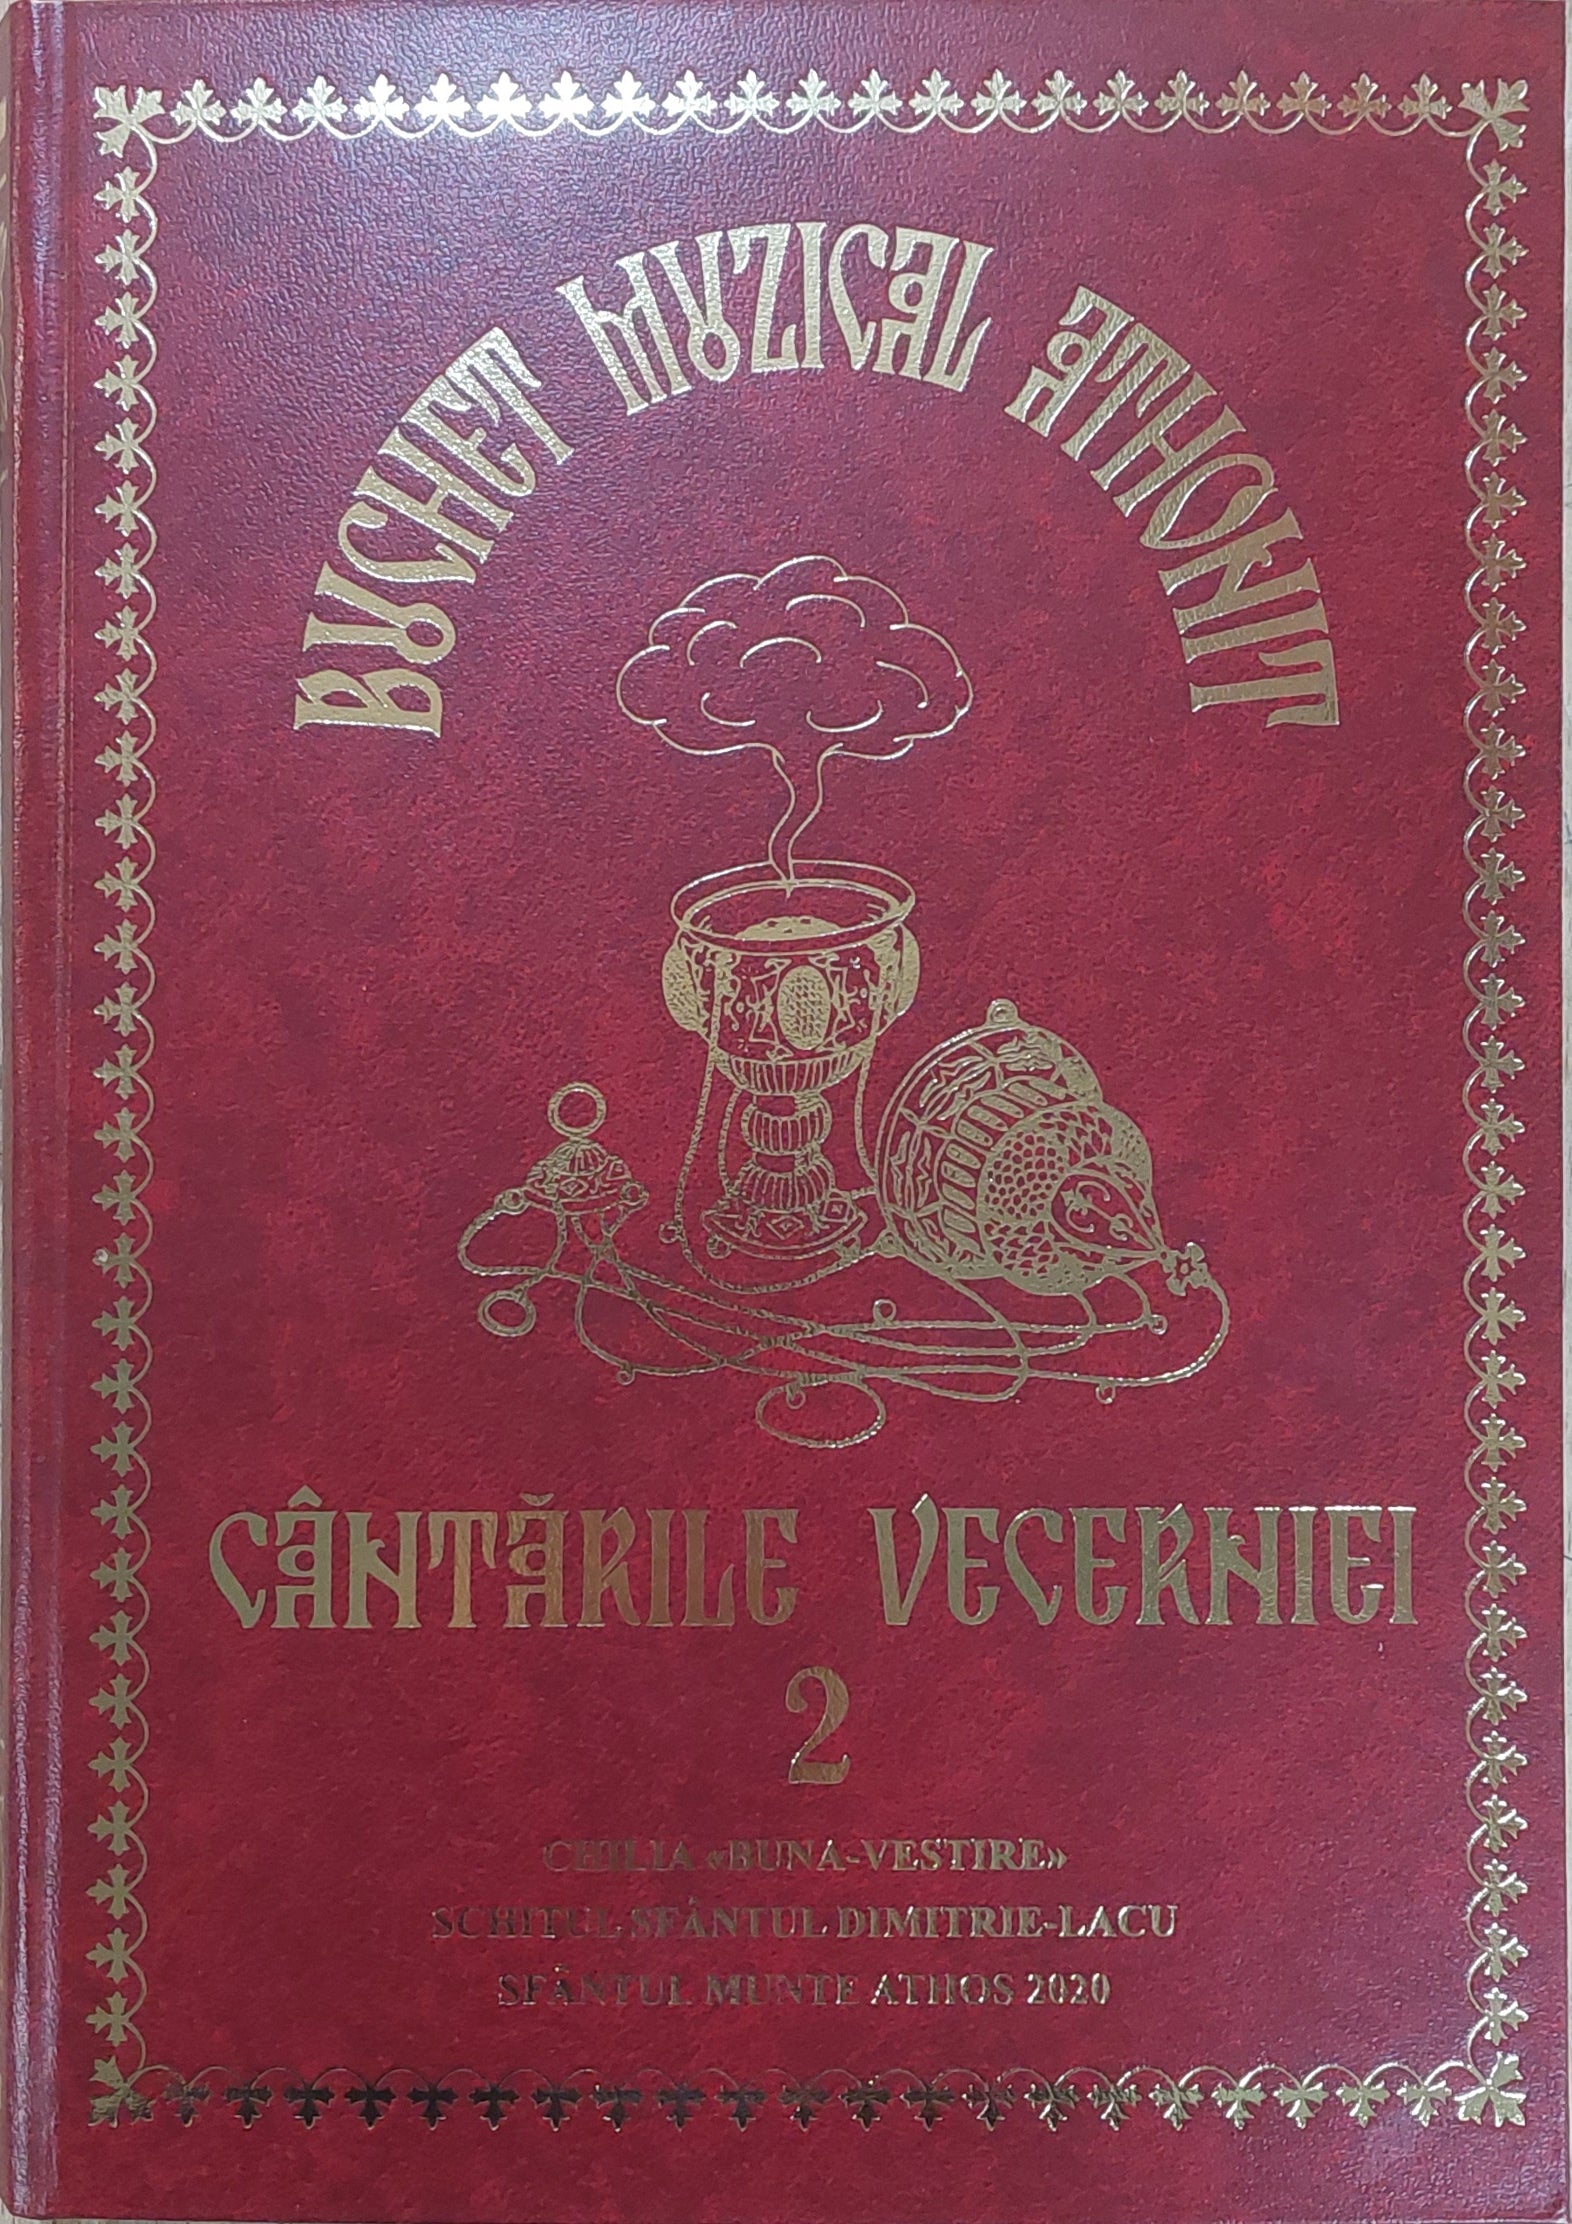 BUCHET MUZICAL ATHONIT
CÂNTĂRILE VECERNIEI
2
CHILIA «BUNA-VESTIRE»
SCHITUL SFÂNTUL DIMITRIE-LACU
SFÂNTUL MUNTE ATHOS 2020